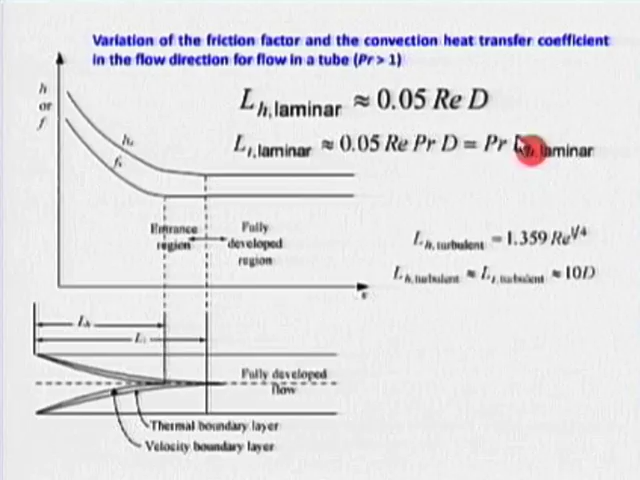 Variation of the friction factor and the convection heat transfer coefficient
in the flow direction for flow in a tube (Pr > 1)
L_h,laminar ≈ 0.05 Re D
L_t,laminar ≈ 0.05 Re Pr D = Pr L_h,laminar
h
or
f
h_x
f_x
Entrance
region
Fully
developed
region
L_h,turbulent = 1.359 Re^1/4
L_h,turbulent ≈ L_t,turbulent ≈ 10D
x
L_h
L_t
Fully developed
flow
Thermal boundary layer
Velocity boundary layer